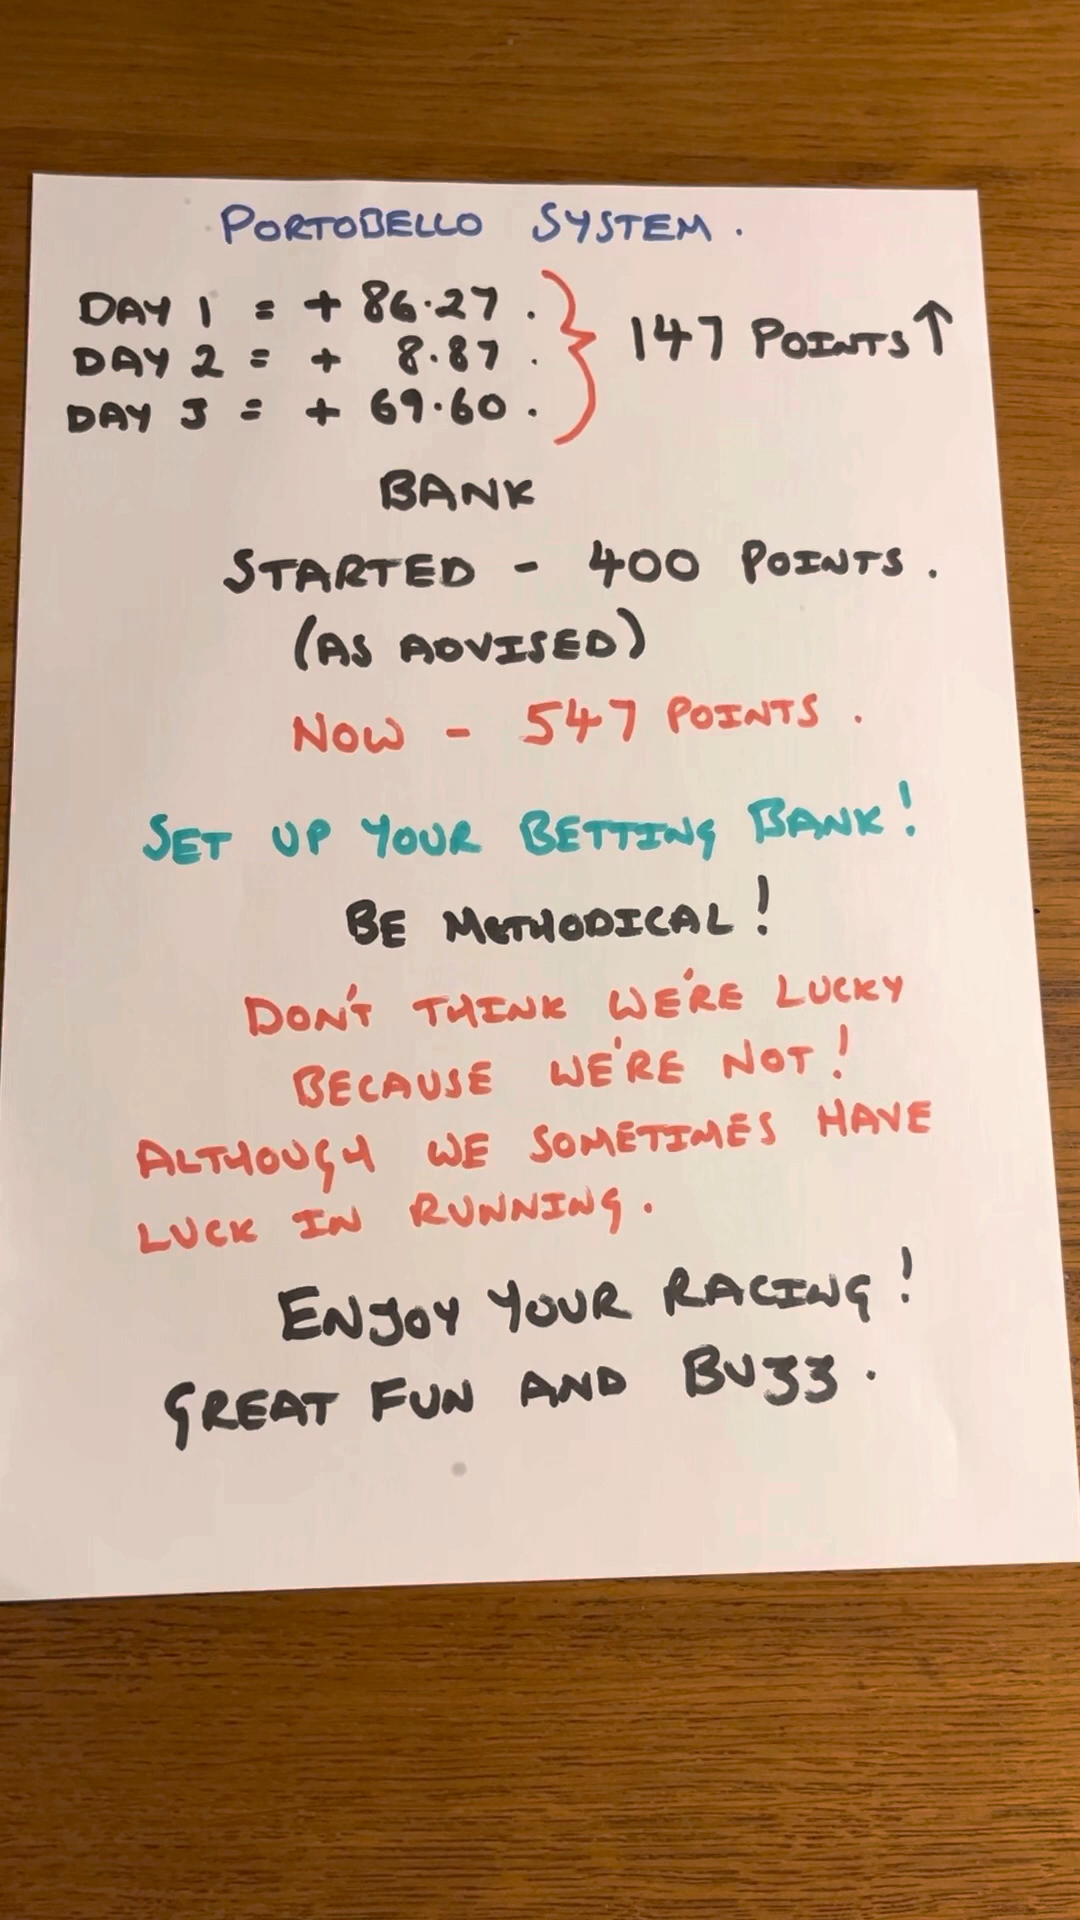 PORTOBELLO SYSTEM.
DAY 1 = + 86.27.
DAY 2 = + 8.87.
DAY 3 = + 69.60.
147 POINTS ↑
BANK
STARTED - 400 POINTS.
(AS ADVISED)
NOW - 547 POINTS.
SET UP YOUR BETTING BANK!
BE METHODICAL!
DON'T THINK WE'RE LUCKY
BECAUSE WE'RE NOT!
ALTHOUGH WE SOMETIMES HAVE
LUCK IN RUNNING.
ENJOY YOUR RACING!
GREAT FUN AND BUZZ.